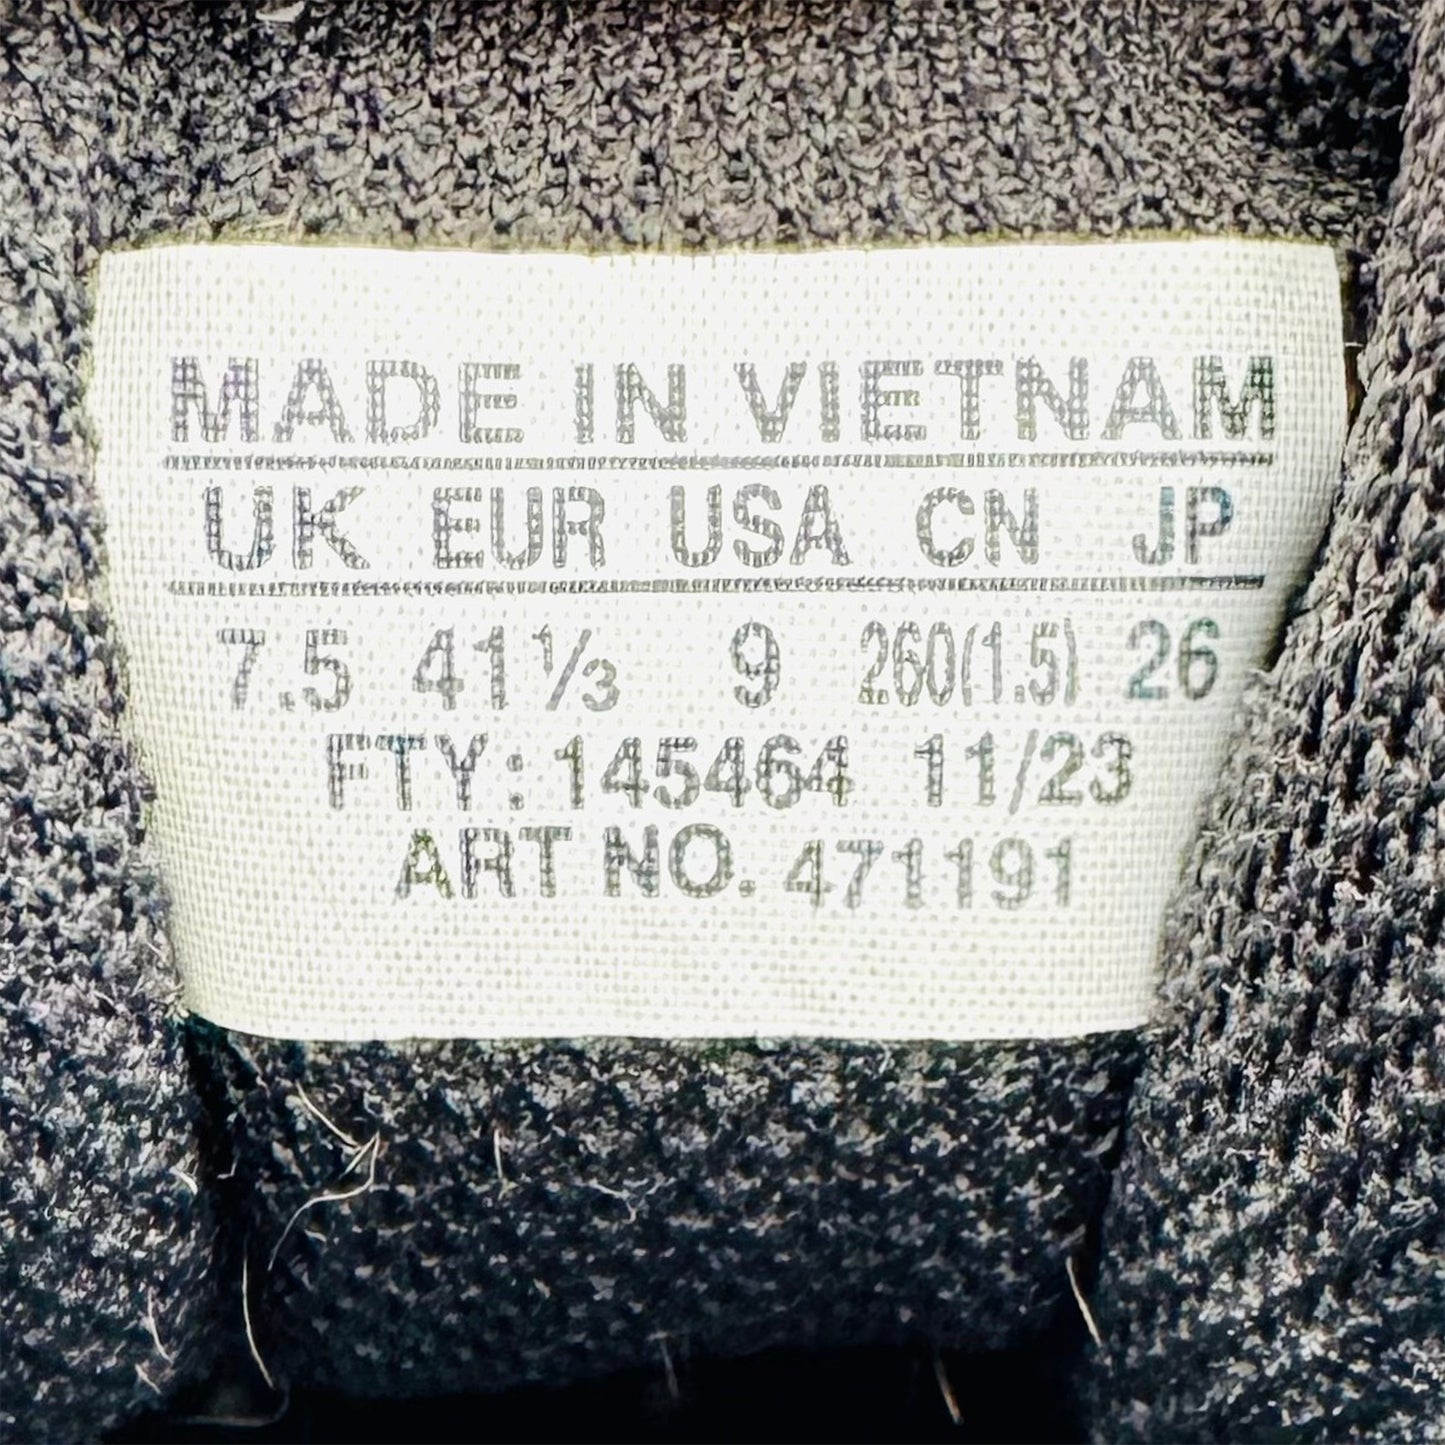 MADE IN VIETNAM
UK EUR USA CN JP
7.5 41⅓ 9 260(1.5) 26
FTY: 145464 11/23
ART NO. 471191